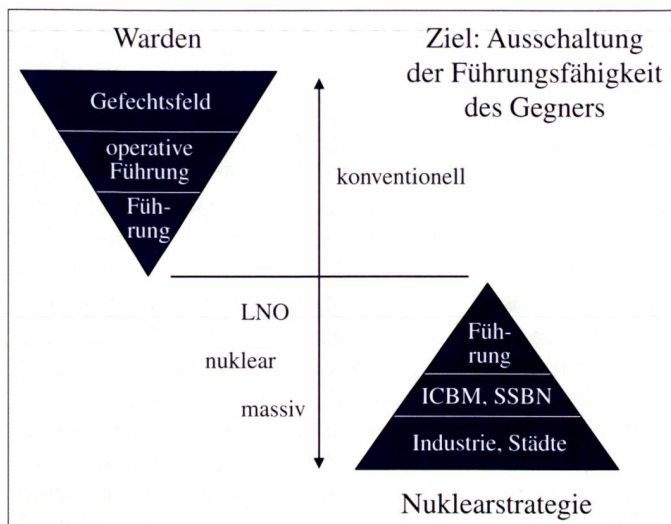 Warden
Gefechtsfeld
operative
Führung
Füh-
rung
Ziel: Ausschaltung
der Führungsfähigkeit
des Gegners
konventionell
LNO
nuklear
massiv
Füh-
rung
ICBM, SSBN
Industrie, Städte
Nuklearstrategie